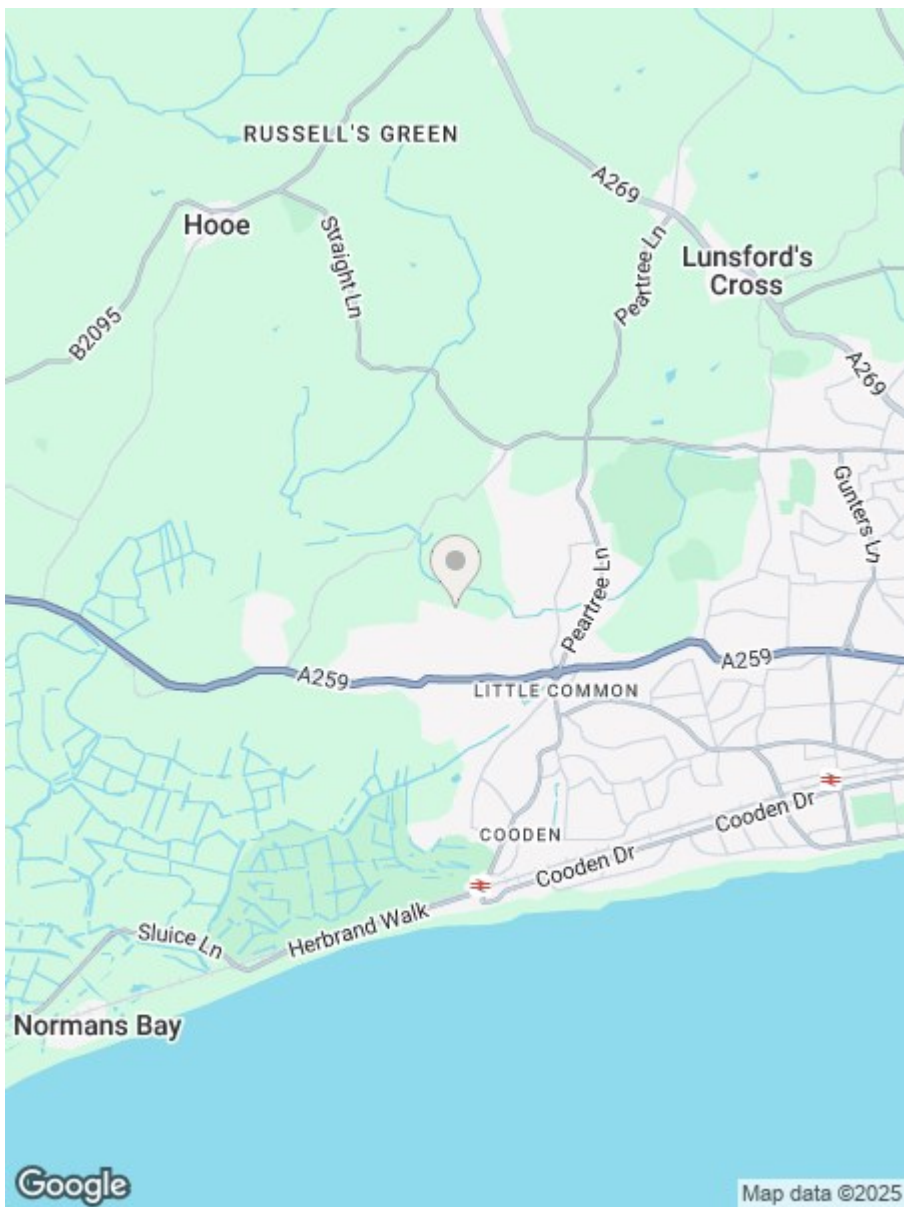 RUSSELL'S GREEN
A269
Hooe
Straight Ln
Peartree Ln
Lunsford's
Cross
B2095
A269
Gunters Ln
Peartree Ln
A259
A259
LITTLE COMMON
COODEN
Cooden Dr
Cooden Dr
Herbrand Walk
Sluice Ln
Normans Bay
Google
Map data ©2025